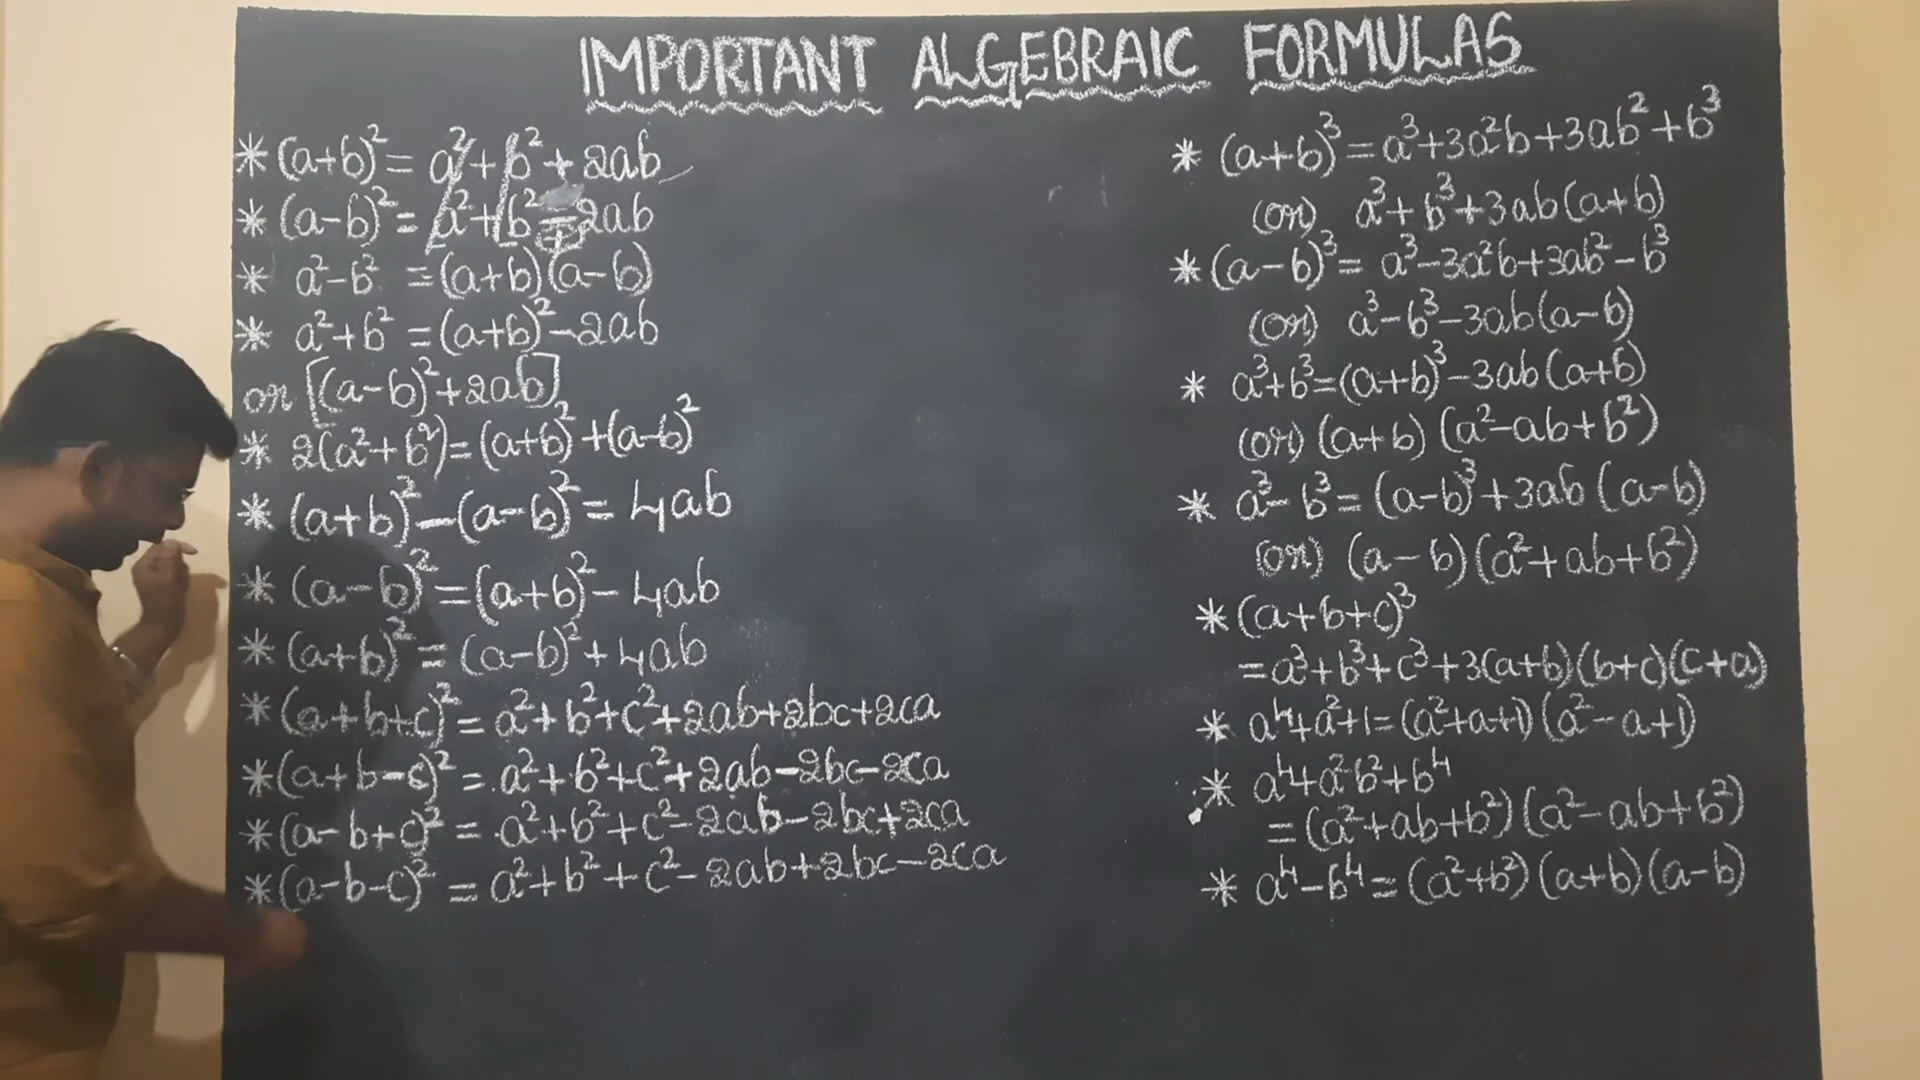 IMPORTANT ALGEBRAIC FORMULAS
* (a+b)² = a²+b²+2ab
* (a-b)² = a²+b²-2ab
* a²-b² = (a+b)(a-b)
* a²+b² = (a+b)²-2ab
or [(a-b)²+2ab]
* 2(a²+b²)=(a+b)²+(a-b)²
* (a+b)²-(a-b)² = 4ab
* (a-b)² = (a+b)²-4ab
* (a+b)² = (a-b)²+4ab
* (a+b+c)² = a²+b²+c²+2ab+2bc+2ca
* (a+b-c)² = a²+b²+c²+2ab-2bc-2ca
* (a-b+c)² = a²+b²+c²-2ab-2bc+2ca
* (a-b-c)² = a²+b²+c²-2ab+2bc-2ca
* (a+b)³ = a³+3a²b+3ab²+b³
(or) a³+b³+3ab(a+b)
* (a-b)³ = a³-3a²b+3ab²-b³
(or) a³-b³-3ab(a-b)
* a³+b³=(a+b)³-3ab(a+b)
(or) (a+b) (a²-ab+b²)
* a³-b³ = (a-b)³+3ab (a-b)
(or) (a-b)(a²+ab+b²)
* (a+b+c)³
= a³+b³+c³+3(a+b)(b+c)(c+a)
* a⁴+a²+1=(a²+a+1)(a²-a+1)
* a⁴+a²b²+b⁴
= (a²+ab+b²)(a²-ab+b²)
* a⁴-b⁴ = (a²+b²)(a+b)(a-b)